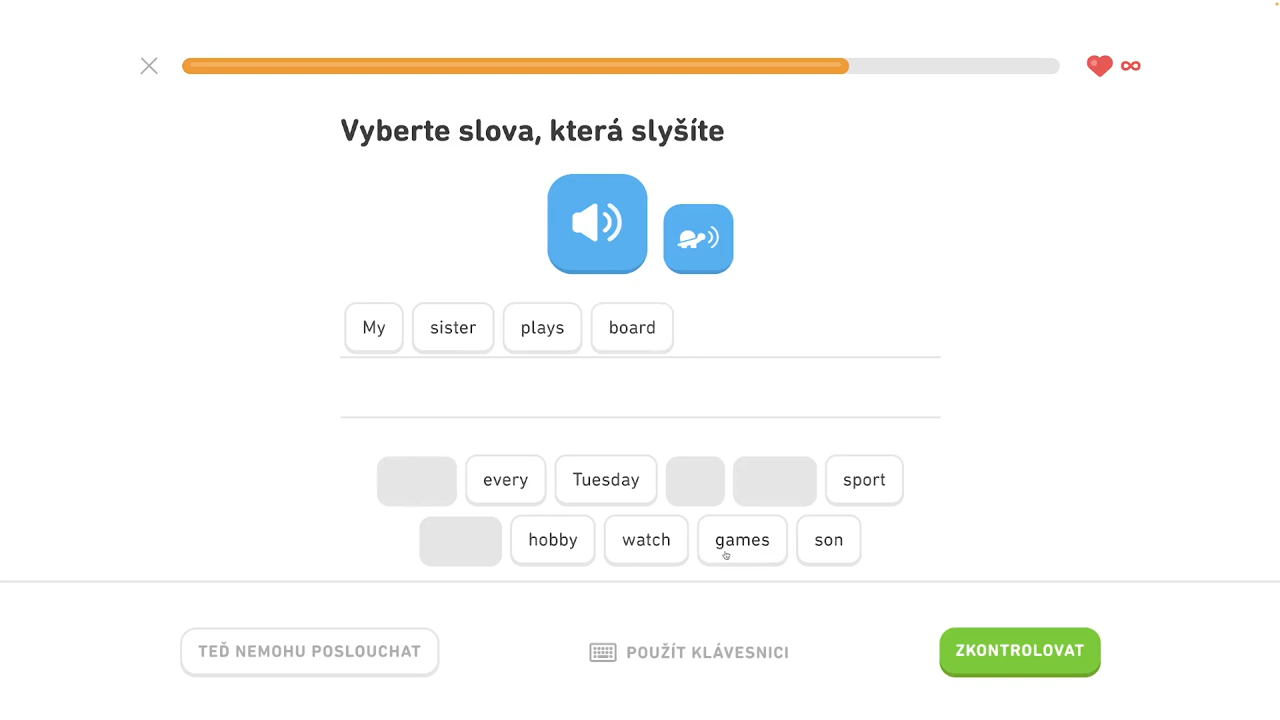 ∞
Vyberte slova, která slyšíte
My sister plays board
every Tuesday sport
hobby watch games son
TEĎ NEMOHU POSLOUCHAT POUŽÍT KLÁVESNICI ZKONTROLOVAT